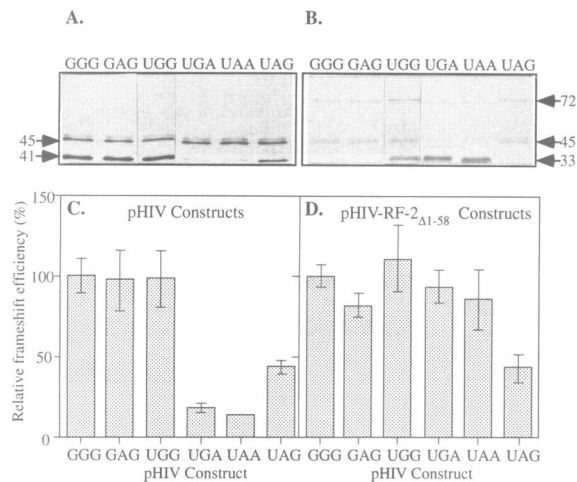 A.
B.
GGG GAG UGG UGA UAA UAG
GGG GAG UGG UGA UAA UAG
45
41
72
45
33
Relative frameshift efficiency (%)
150
100
50
0
C.
pHIV Constructs
D.
pHIV-RF-2Δ1-58 Constructs
GGG GAG UGG UGA UAA UAG
pHIV Construct
GGG GAG UGG UGA UAA UAG
pHIV Construct